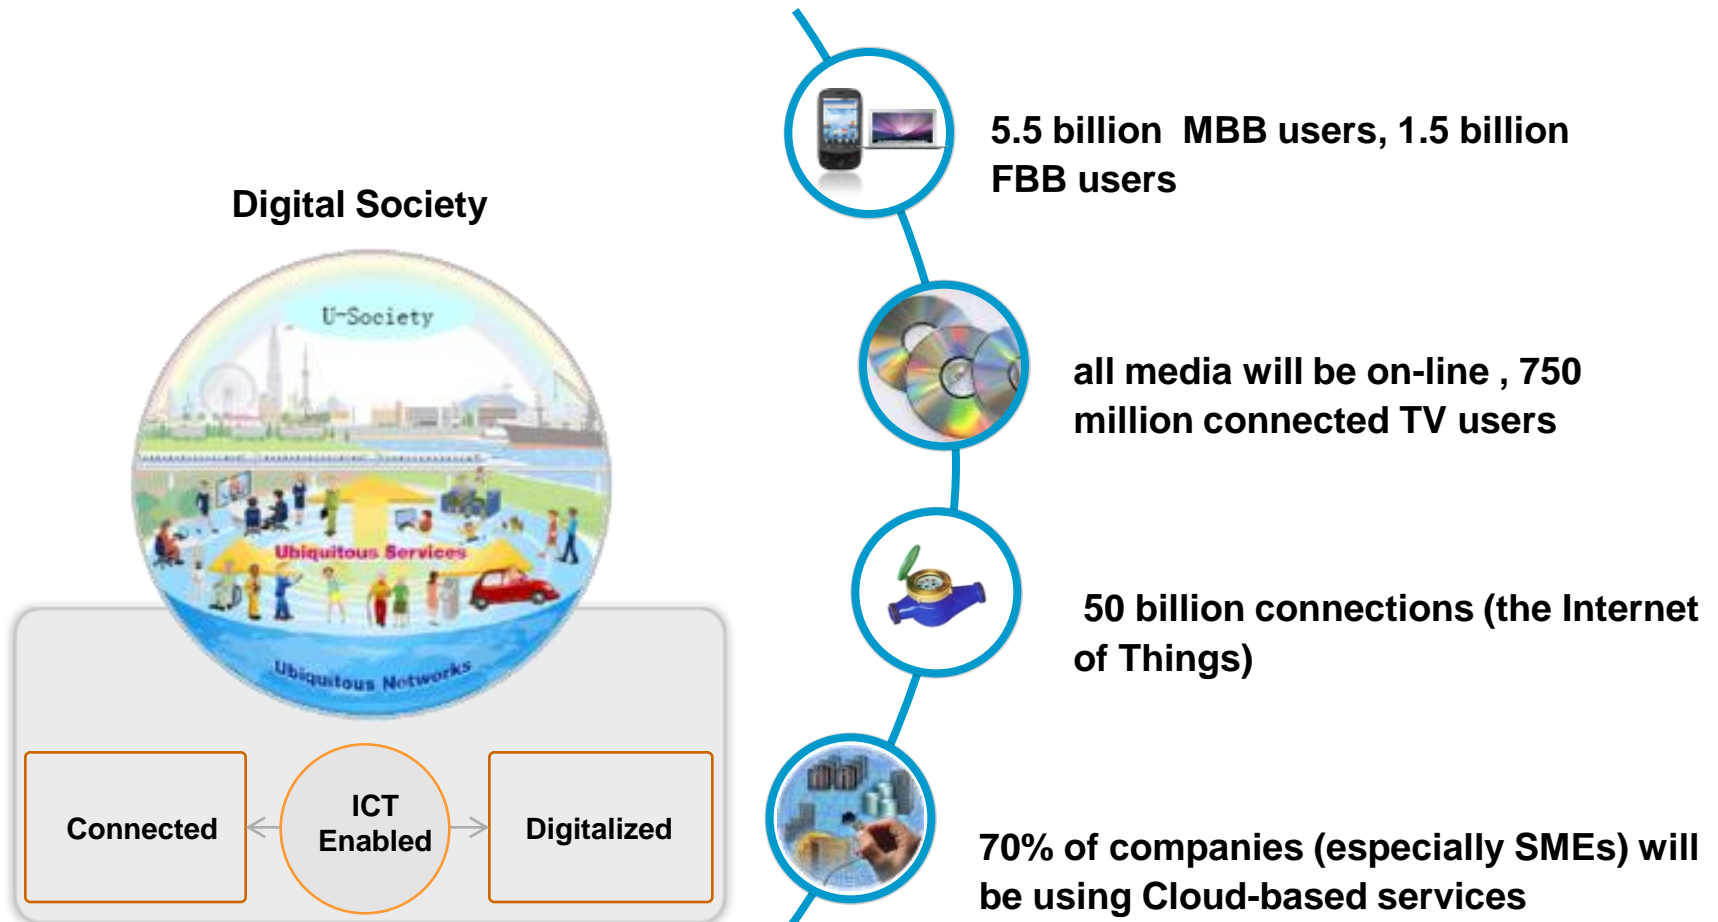 Digital Society
U-Society
Ubiquitous Services
Ubiquitous Networks
Connected
ICT
Enabled
Digitalized
5.5 billion  MBB users, 1.5 billion
FBB users
all media will be on-line , 750
million connected TV users
50 billion connections (the Internet
of Things)
70% of companies (especially SMEs) will
be using Cloud-based services